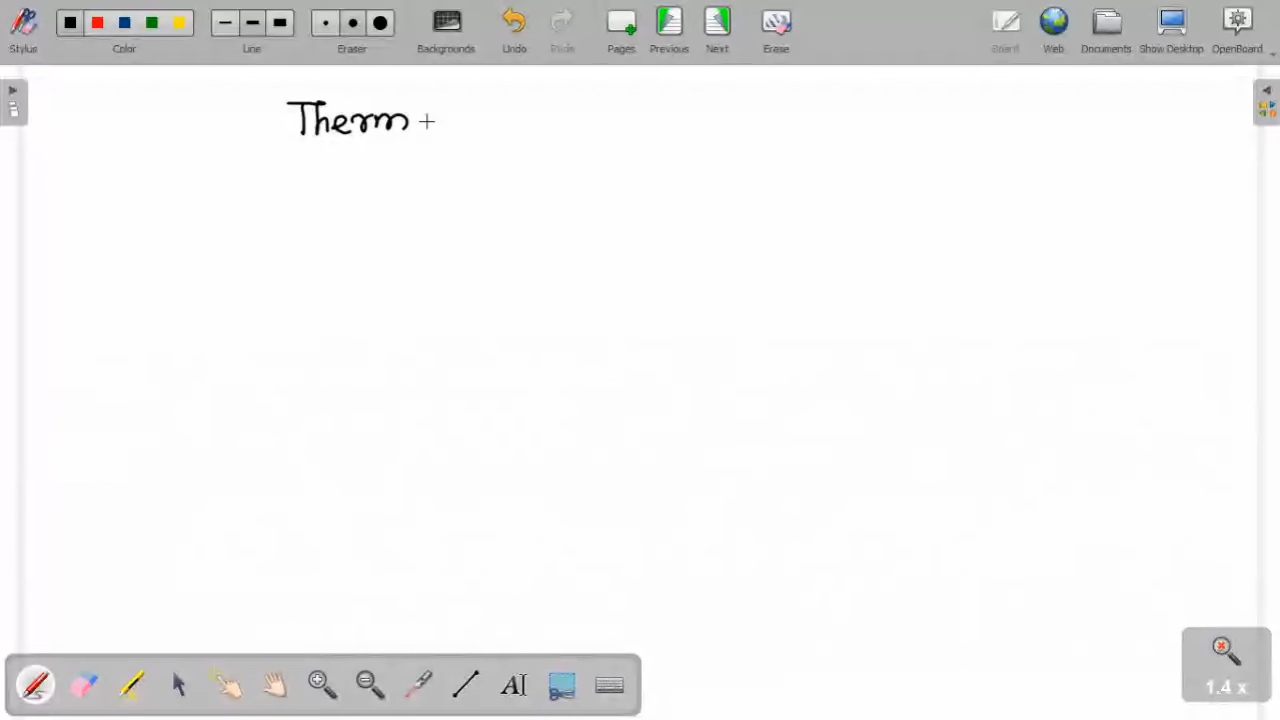 Stylus Color Line Eraser Backgrounds Undo Redo Pages Previous Next Erase Board Web Documents Show Desktop OpenBoard
Therm
AI
1.4 x